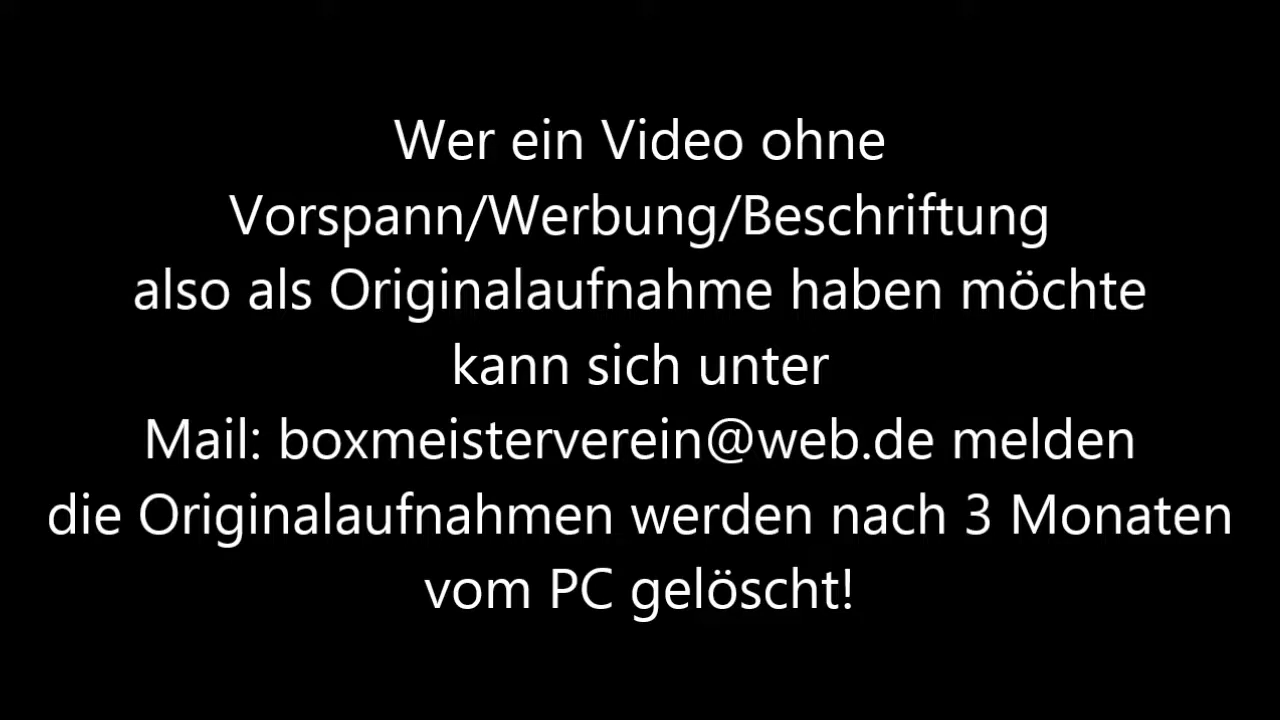 Wer ein Video ohne
Vorspann/Werbung/Beschriftung
also als Originalaufnahme haben möchte
kann sich unter
Mail: boxmeisterverein@web.de melden
die Originalaufnahmen werden nach 3 Monaten
vom PC gelöscht!